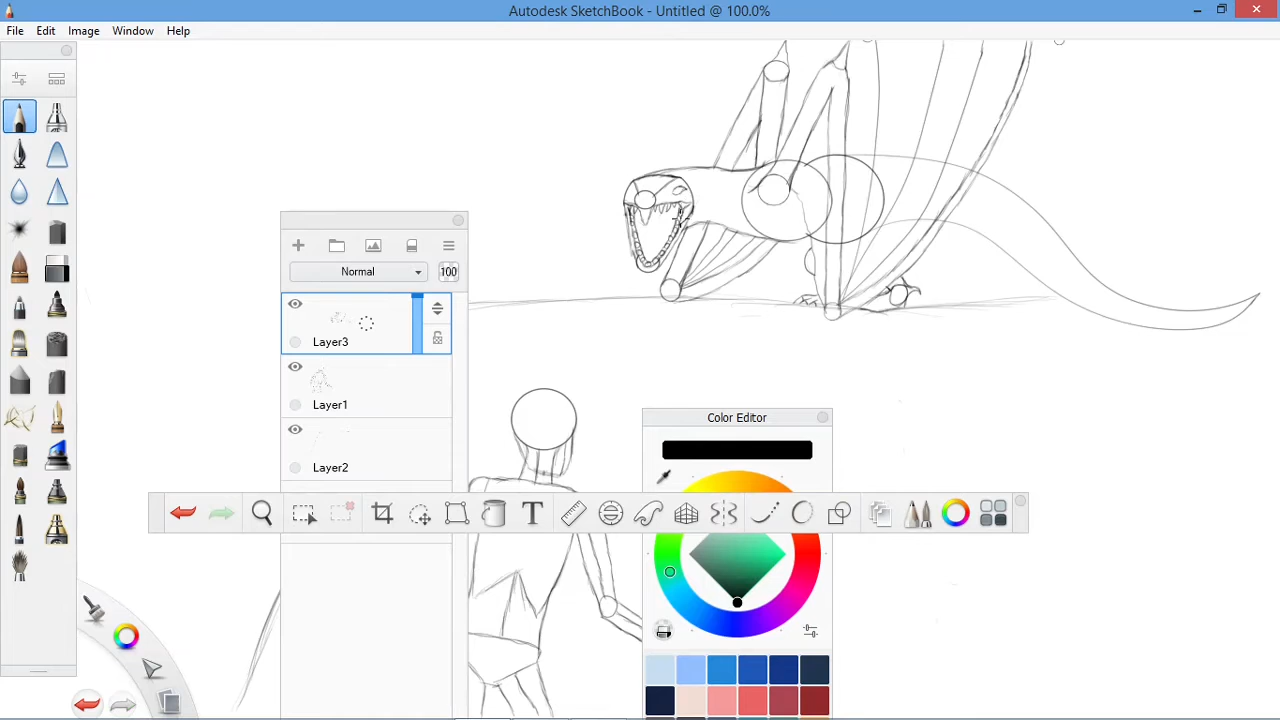 Autodesk SketchBook - Untitled @ 100.0%
File Edit Image Window Help
Normal 100
Layer3
Layer1
Layer2
Color Editor
T